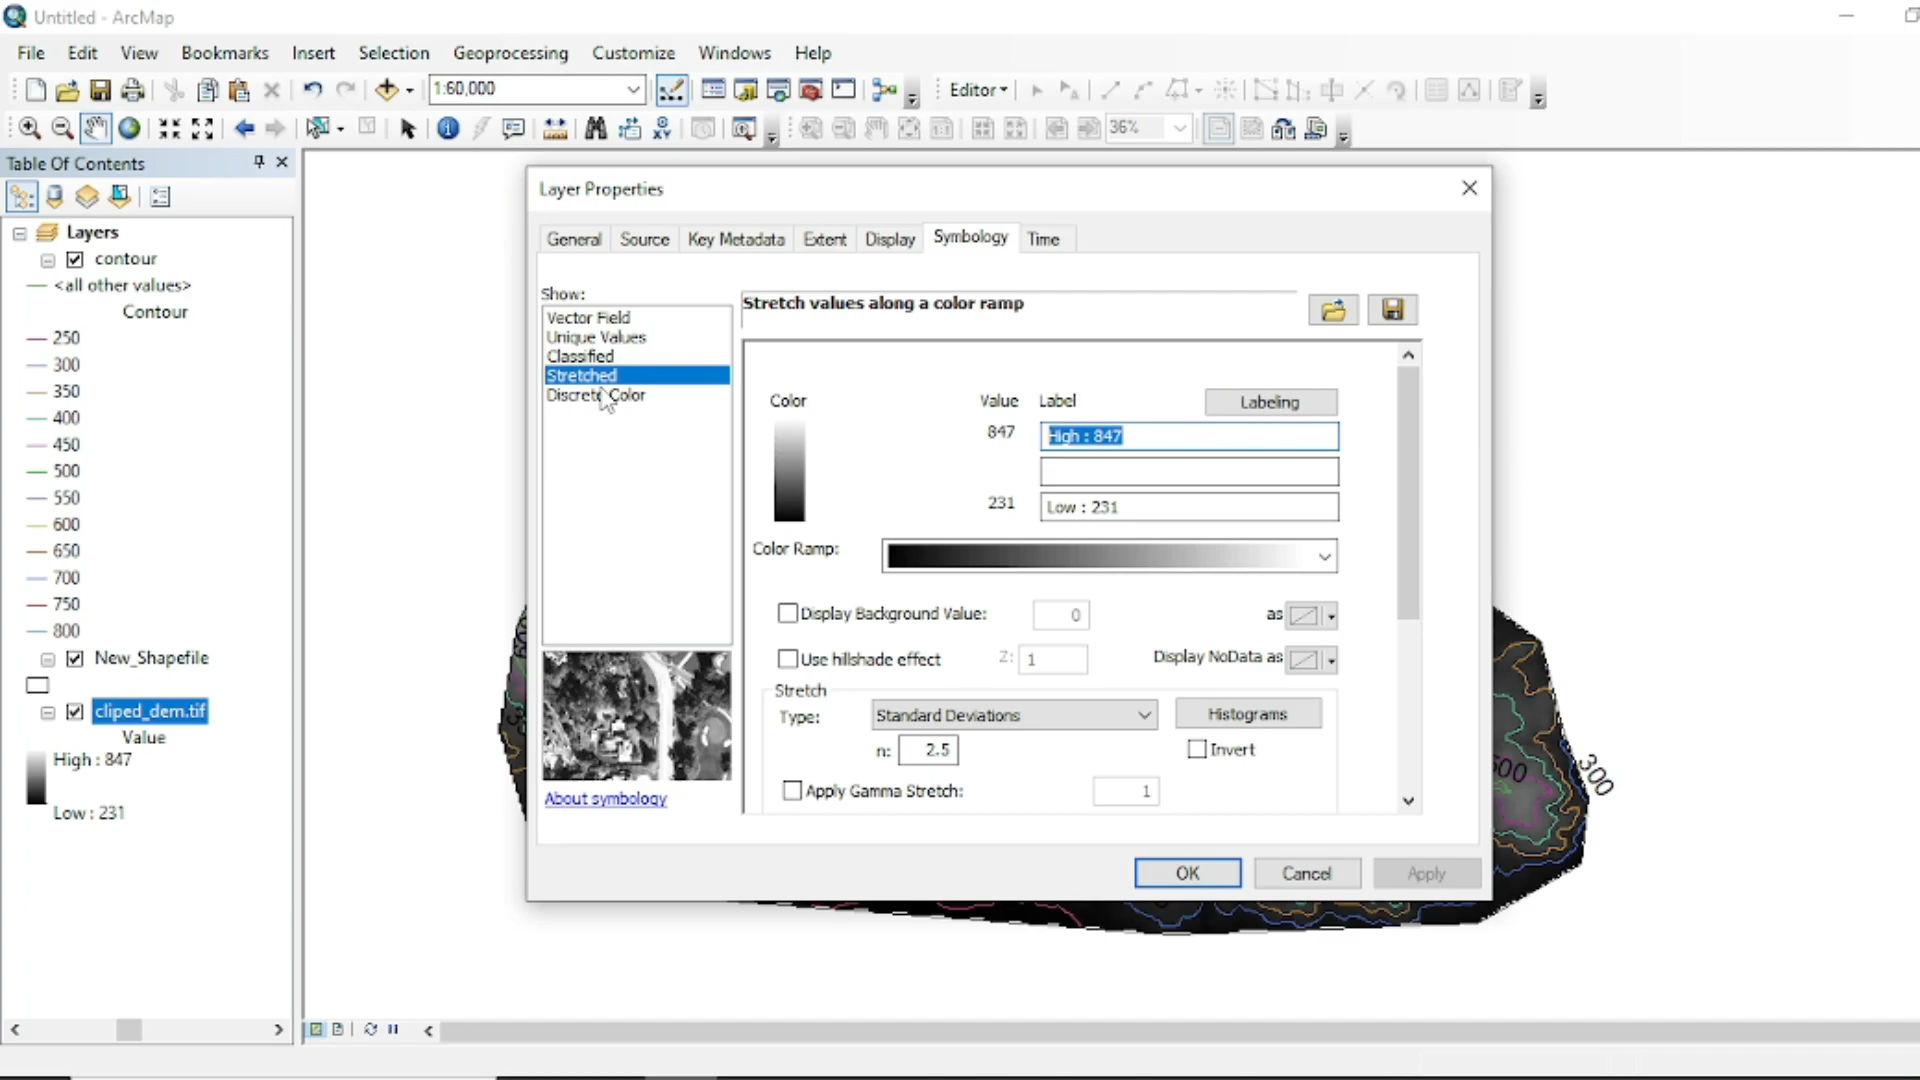 Untitled - ArcMap
File Edit View Bookmarks Insert Selection Geoprocessing Customize Windows Help
1:60,000 Editor
36%
Table Of Contents
Layers
contour
<all other values>
Contour
250
300
350
400
450
500
550
600
650
700
750
800
New_Shapefile
cliped_dem.tif
Value
High : 847
Low : 231
Layer Properties
General Source Key Metadata Extent Display Symbology Time
Show:
Vector Field
Unique Values
Classified
Stretched
Discrete Color
About symbology
Stretch values along a color ramp
Color Value Label Labeling
847 High : 847
231 Low : 231
Color Ramp:
Display Background Value: 0 as
Use hillshade effect Z: 1 Display NoData as
Stretch
Type: Standard Deviations Histograms
n: 2.5 Invert
Apply Gamma Stretch: 1
OK Cancel Apply
300